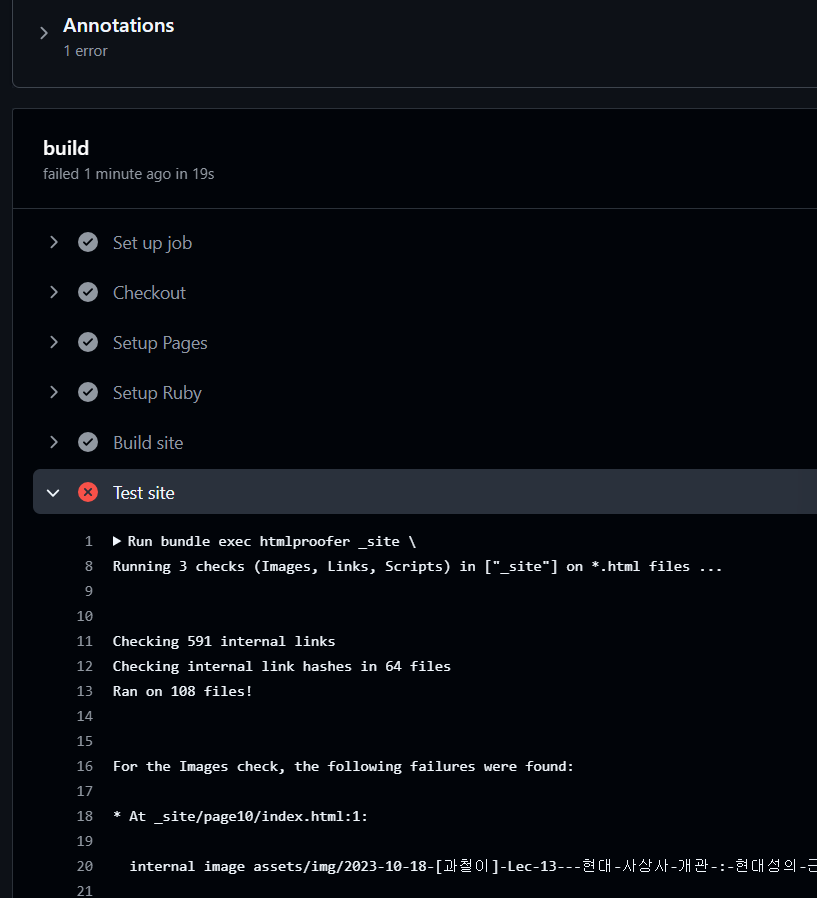 Annotations
1 error
build
failed 1 minute ago in 19s
Set up job
Checkout
Setup Pages
Setup Ruby
Build site
Test site
1 Run bundle exec htmlproofer _site \
8 Running 3 checks (Images, Links, Scripts) in ["_site"] on *.html files ...
9
10
11 Checking 591 internal links
12 Checking internal link hashes in 64 files
13 Ran on 108 files!
14
15
16 For the Images check, the following failures were found:
17
18 * At _site/page10/index.html:1:
19
20 internal image assets/img/2023-10-18-[과철이]-Lec-13---현대-사상사-개관-:-현대성의-
21